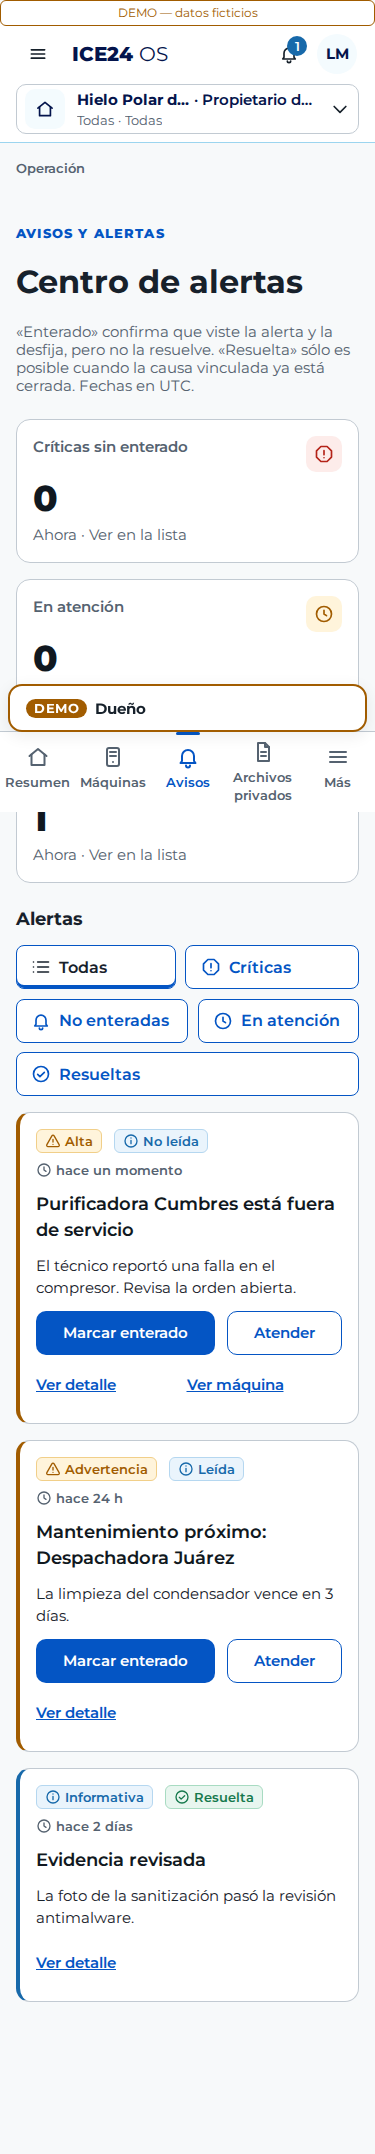 DEMO — datos ficticios
ICE24 OS
1
LM
Hielo Polar d... · Propietario d...
Todas · Todas
Operación
AVISOS Y ALERTAS
Centro de alertas
«Enterado» confirma que viste la alerta y la
desfija, pero no la resuelve. «Resuelta» sólo es
posible cuando la causa vinculada ya está
cerrada. Fechas en UTC.
Críticas sin enterado
0
Ahora · Ver en la lista
En atención
0
DEMO Dueño
Resumen
Máquinas
Avisos
Archivos
privados
Más
Ahora · Ver en la lista
Alertas
Todas
Críticas
No enteradas
En atención
Resueltas
Alta
No leída
hace un momento
Purificadora Cumbres está fuera
de servicio
El técnico reportó una falla en el
compresor. Revisa la orden abierta.
Marcar enterado
Atender
Ver detalle
Ver máquina
Advertencia
Leída
hace 24 h
Mantenimiento próximo:
Despachadora Juárez
La limpieza del condensador vence en 3
días.
Marcar enterado
Atender
Ver detalle
Informativa
Resuelta
hace 2 días
Evidencia revisada
La foto de la sanitización pasó la revisión
antimalware.
Ver detalle